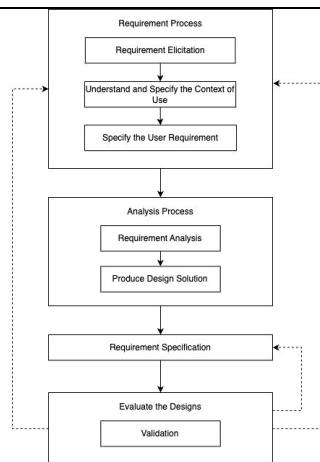 Requirement Process
Requirement Elicitation
Understand and Specify the Context of
Use
Specify the User Requirement
Analysis Process
Requirement Analysis
Produce Design Solution
Requirement Specification
Evaluate the Designs
Validation